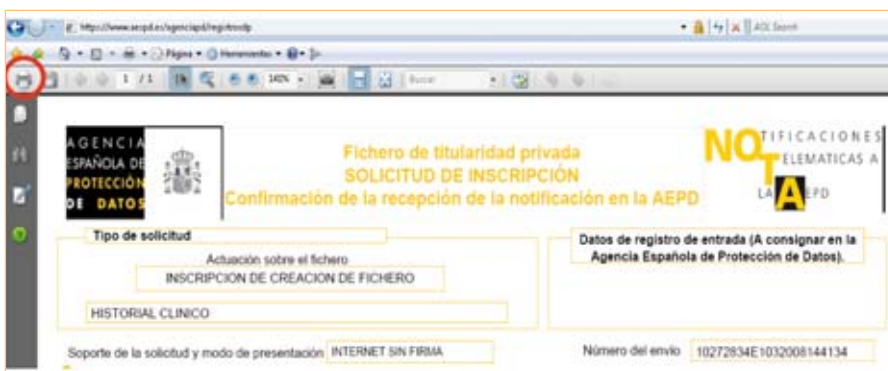 https://www.aepd.es/agenciapd/registrosdp
AOL Search
Página
Herramientas
1 / 1
140%
Buscar
AGENCIA
ESPAÑOLA DE
PROTECCIÓN
DE DATOS
Fichero de titularidad privada
SOLICITUD DE INSCRIPCIÓN
Confirmación de la recepción de la notificación en la AEPD
NOTIFICACIONES
TELEMATICAS A
LA AEPD
Tipo de solicitud
Actuación sobre el fichero
INSCRIPCION DE CREACION DE FICHERO
HISTORIAL CLINICO
Datos de registro de entrada (A consignar en la
Agencia Española de Protección de Datos).
Soporte de la solicitud y modo de presentación INTERNET SIN FIRMA
Número del envío 10272834E1032008144134